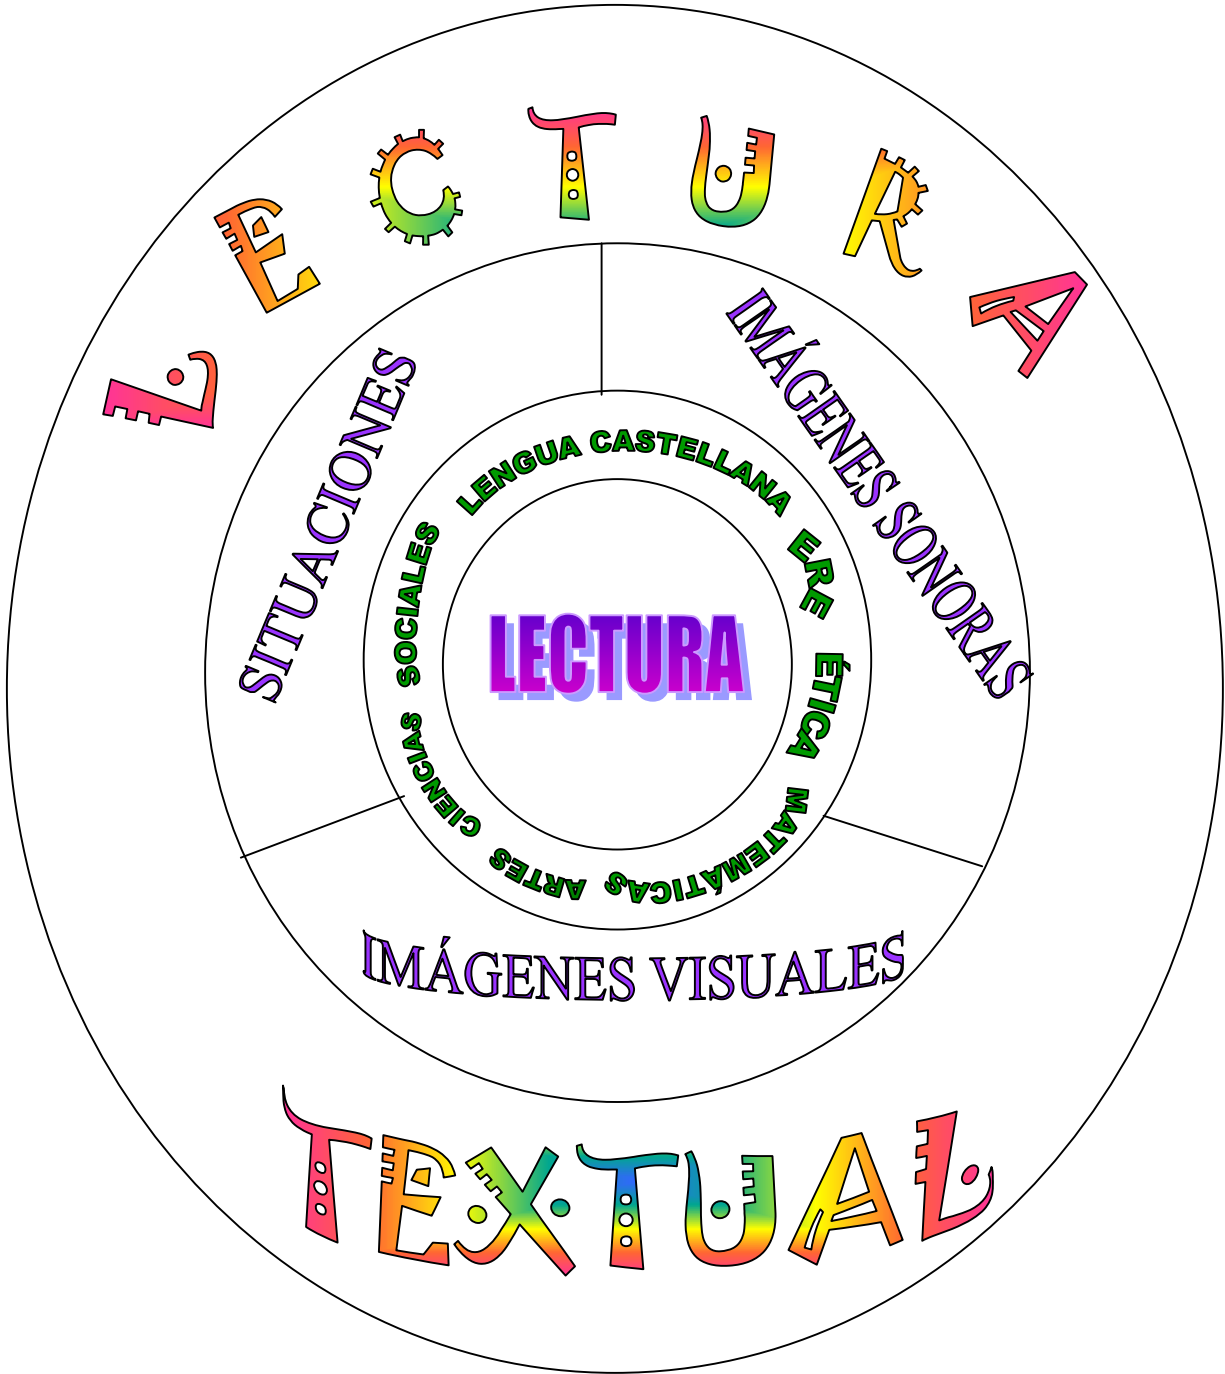 LECTURA
SITUACIONES
IMÁGENES SONORAS
IMÁGENES VISUALES
LENGUA CASTELLANA
ERE
ÉTICA
MATEMÁTICAS
ARTES
CIENCIAS
SOCIALES
LECTURA
TEXTUAL